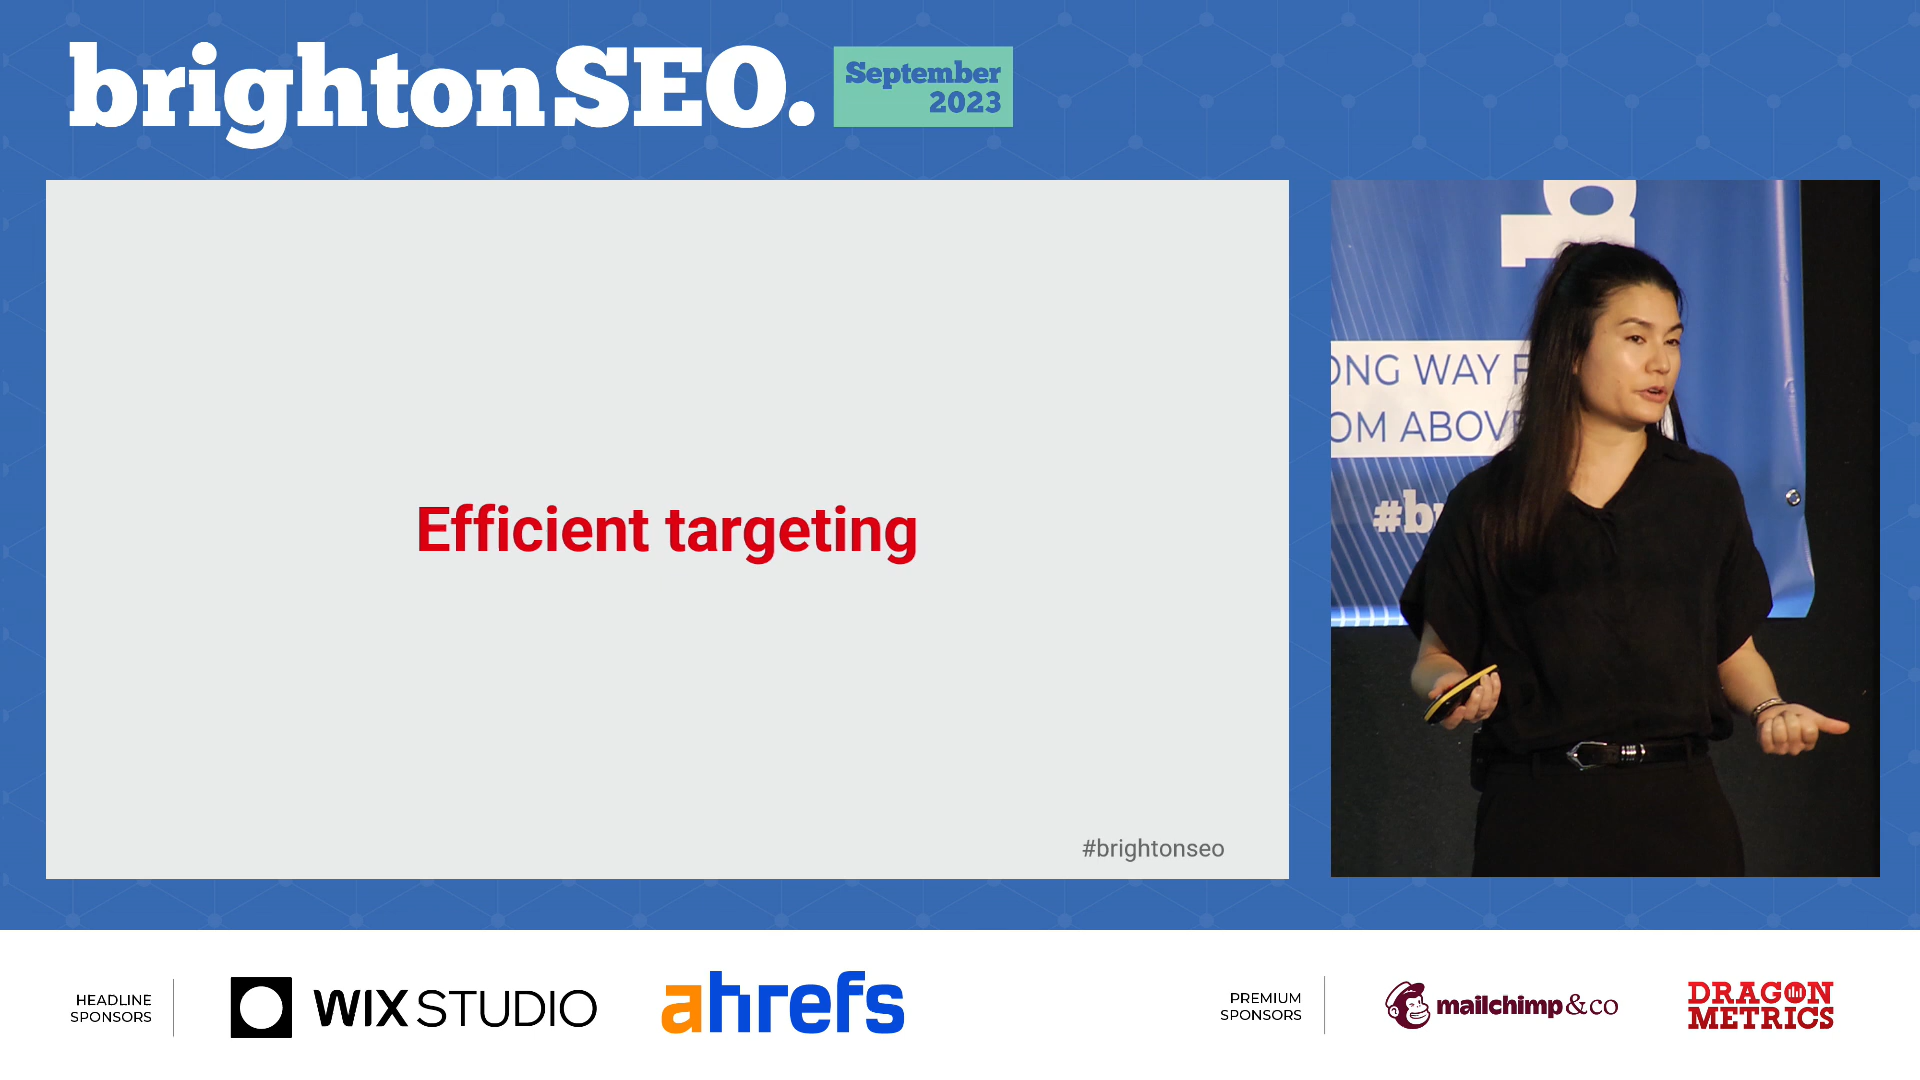 brightonSEO.
September
2023
Efficient targeting
#brightonseo
ONG WAY F
OM ABOV
#b
HEADLINE
SPONSORS
WIX STUDIO
ahrefs
PREMIUM
SPONSORS
mailchimp & co
DRAGON
METRICS